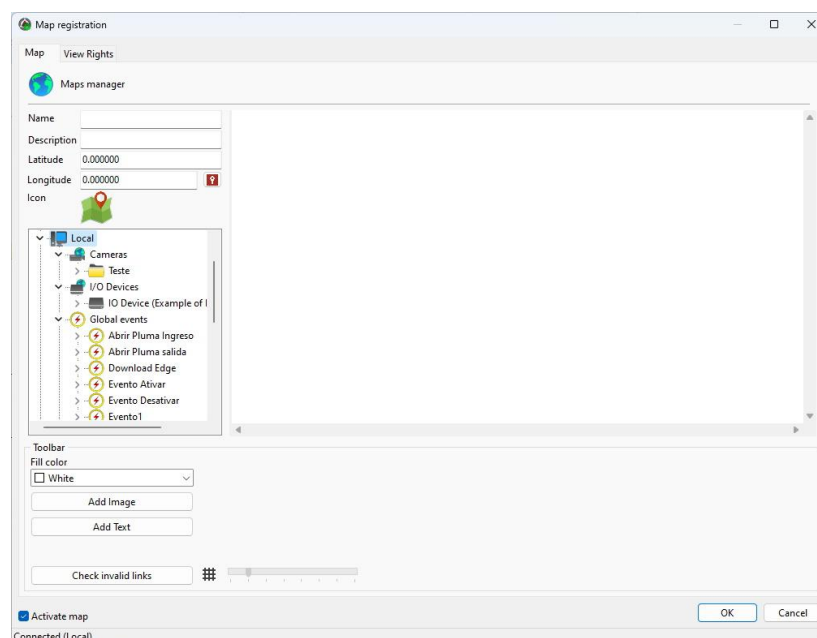 Map registration
Map View Rights
Maps manager
Name
Description
Latitude 0.000000
Longitude 0.000000
Icon
Local
Cameras
Teste
I/O Devices
IO Device (Example of
Global events
Abrir Pluma Ingreso
Abrir Pluma salida
Download Edge
Evento Ativar
Evento Desativar
Evento1
Toolbar
Fill color
White
Add Image
Add Text
Check invalid links
Activate map
OK Cancel
Connected (Local)